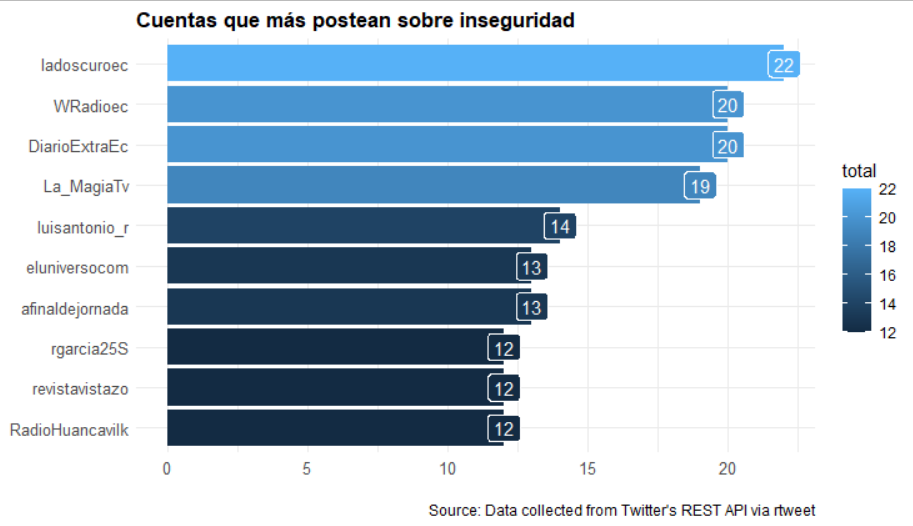 Cuentas que más postean sobre inseguridad
ladoscuroec 22
WRadioec 20
DiarioExtraEc 20
La_MagiaTv 19
luisantonio_r 14
eluniversocom 13
afinaldejornada 13
rgarcia25S 12
revistavistazo 12
RadioHuancavilk 12
0 5 10 15 20
total
22
20
18
16
14
12
Source: Data collected from Twitter's REST API via rtweet